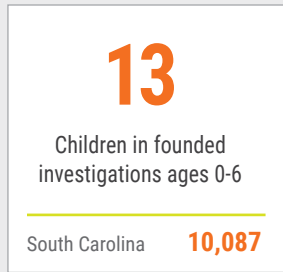 13
Children in founded
investigations ages 0-6
South Carolina 10,087